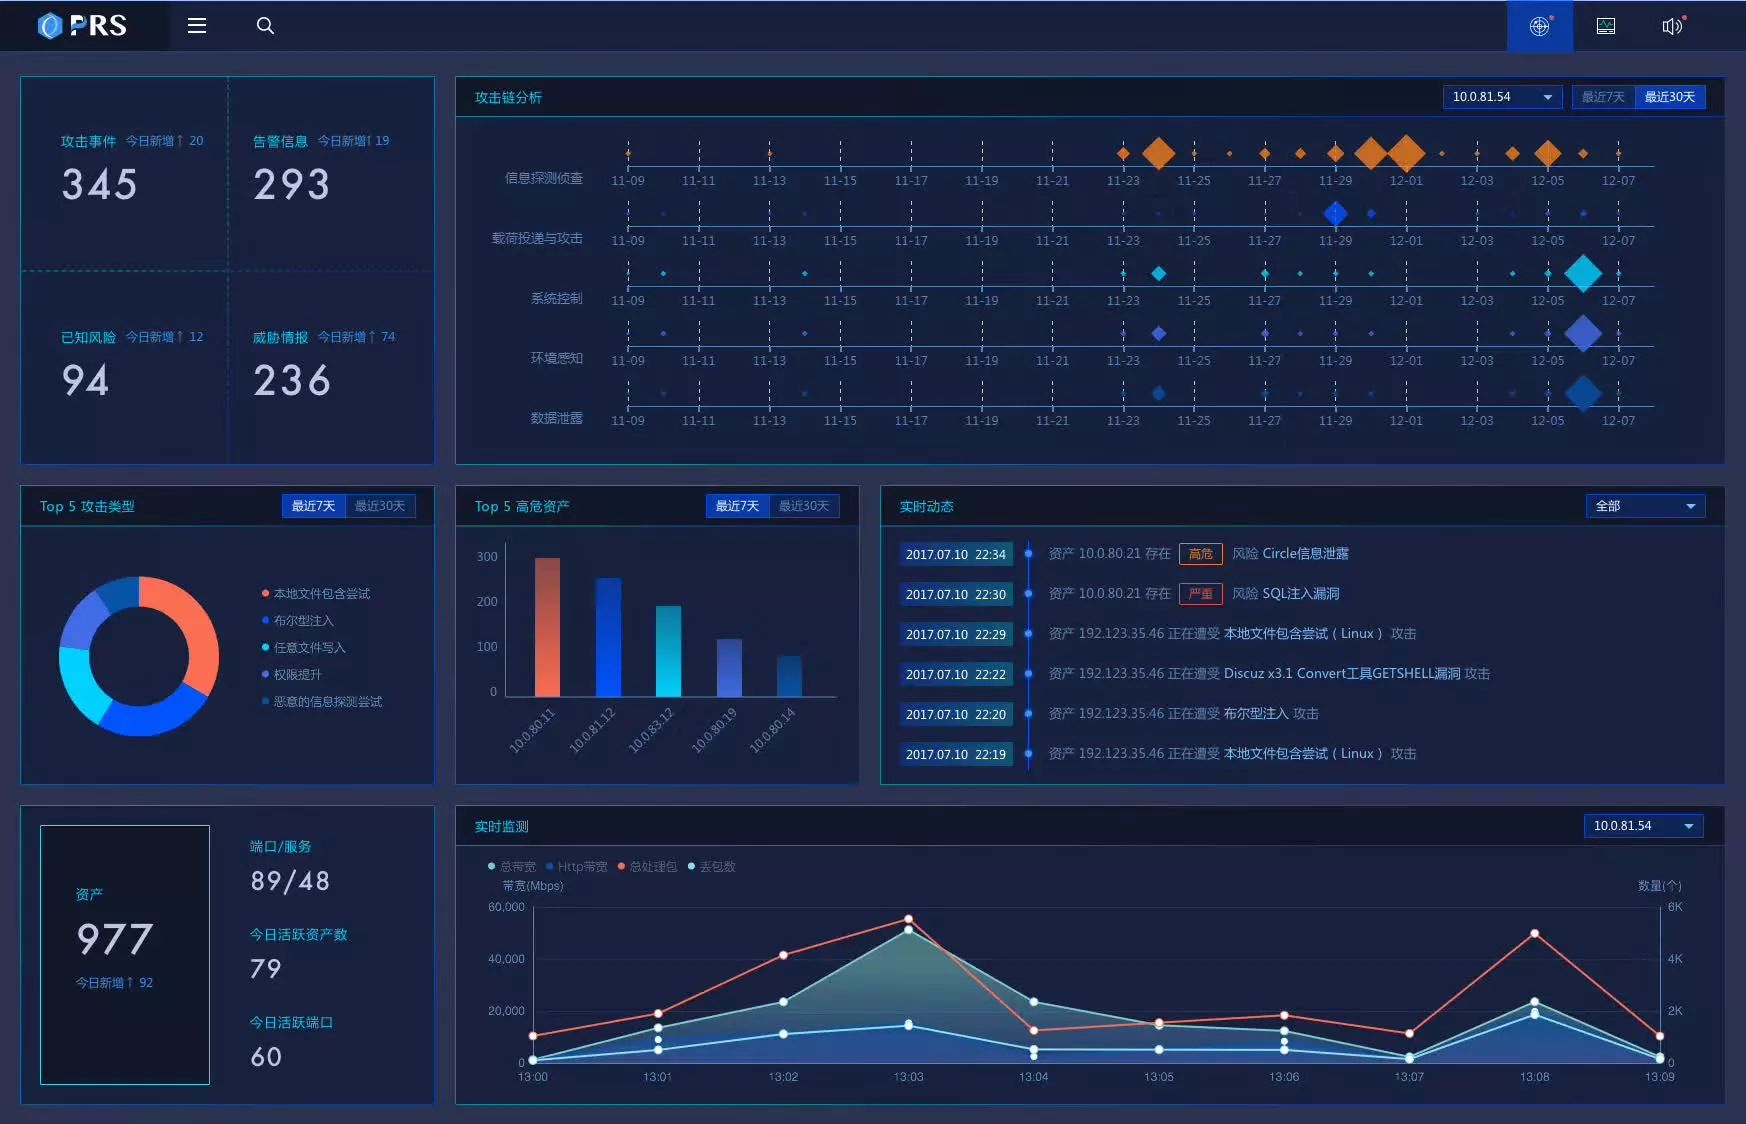 PRS
攻击事件 今日新增↑ 20
345
告警信息 今日新增↑ 19
293
已知风险 今日新增↑ 12
94
威胁情报 今日新增↑ 74
236
攻击链分析
10.0.81.54
最近7天 最近30天
信息探测侦查
11-09 11-11 11-13 11-15 11-17 11-19 11-21 11-23 11-25 11-27 11-29 12-01 12-03 12-05 12-07
载荷投递与攻击
11-09 11-11 11-13 11-15 11-17 11-19 11-21 11-23 11-25 11-27 11-29 12-01 12-03 12-05 12-07
系统控制
11-09 11-11 11-13 11-15 11-17 11-19 11-21 11-23 11-25 11-27 11-29 12-01 12-03 12-05 12-07
环境感知
11-09 11-11 11-13 11-15 11-17 11-19 11-21 11-23 11-25 11-27 11-29 12-01 12-03 12-05 12-07
数据泄露
11-09 11-11 11-13 11-15 11-17 11-19 11-21 11-23 11-25 11-27 11-29 12-01 12-03 12-05 12-07
Top 5 攻击类型
最近7天 最近30天
本地文件包含尝试
布尔型注入
任意文件写入
权限提升
恶意的信息探测尝试
Top 5 高危资产
最近7天 最近30天
300
200
100
0
10.0.80.11 10.0.81.12 10.0.83.12 10.0.80.19 10.0.80.14
实时动态
全部
2017.07.10 22:34 资产 10.0.80.21 存在 高危 风险 Circle信息泄露
2017.07.10 22:30 资产 10.0.80.21 存在 严重 风险 SQL注入漏洞
2017.07.10 22:29 资产 192.123.35.46 正在遭受 本地文件包含尝试（Linux） 攻击
2017.07.10 22:22 资产 192.123.35.46 正在遭受 Discuz x3.1 Convert工具GETSHELL漏洞 攻击
2017.07.10 22:20 资产 192.123.35.46 正在遭受 布尔型注入 攻击
2017.07.10 22:19 资产 192.123.35.46 正在遭受 本地文件包含尝试（Linux） 攻击
资产
977
今日新增↑ 92
端口/服务
89/48
今日活跃资产数
79
今日活跃端口
60
实时监测
10.0.81.54
总带宽 Http带宽 总处理包 丢包数
带宽(Mbps)
数量(个)
60,000 6K
40,000 4K
20,000 2K
0 0
13:00 13:01 13:02 13:03 13:04 13:05 13:06 13:07 13:08 13:09